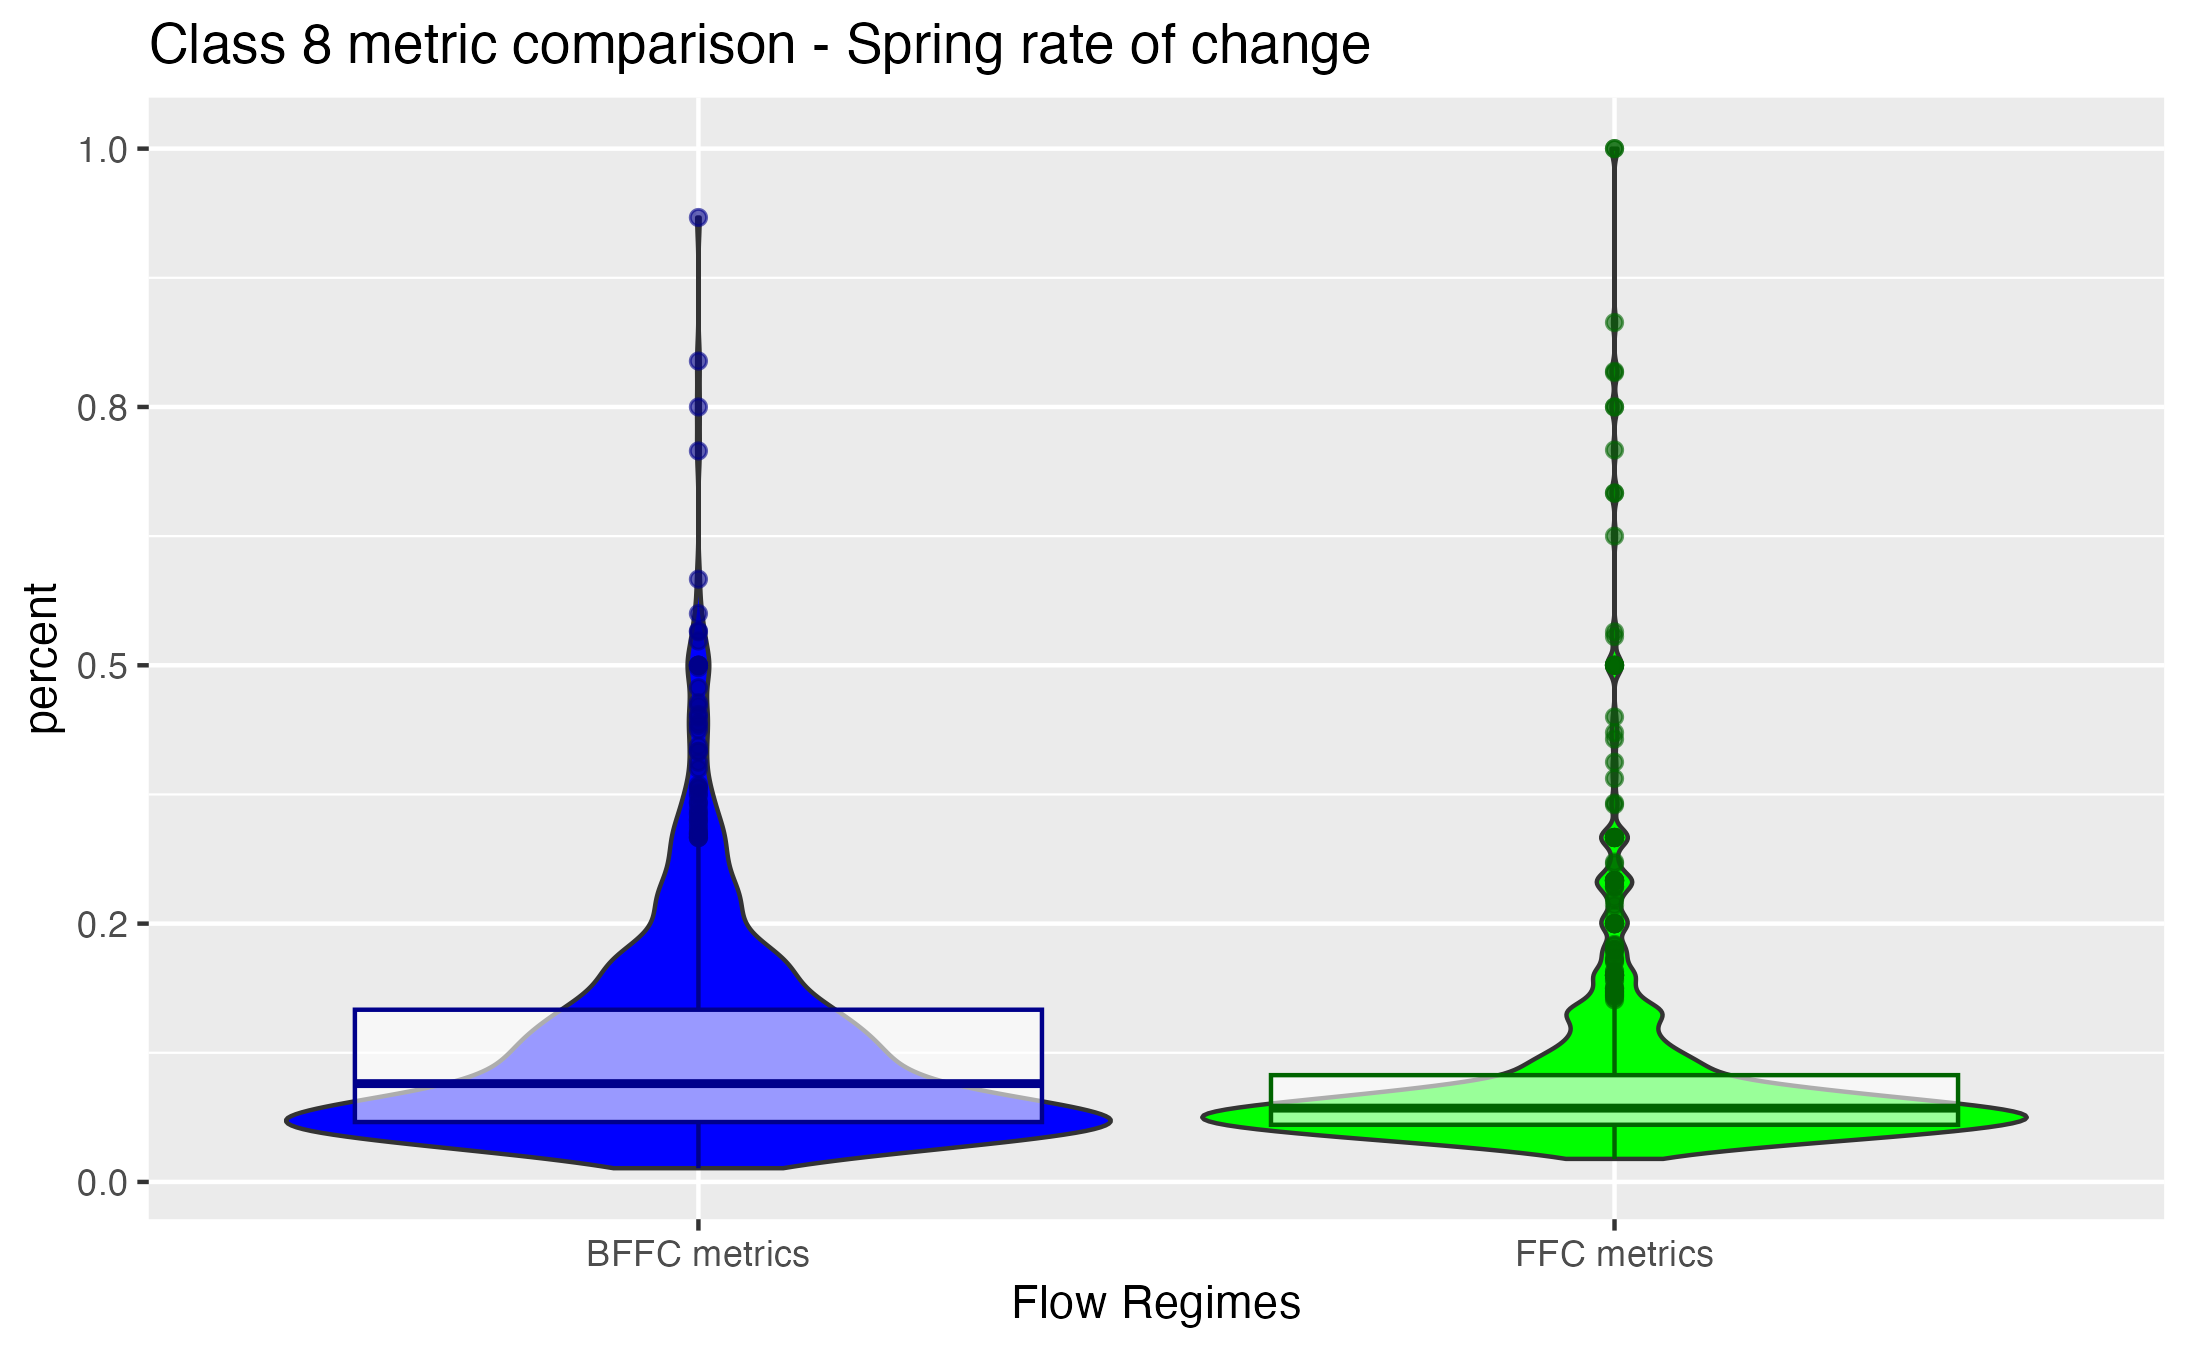 Class 8 metric comparison - Spring rate of change
1.0
0.8
0.5
0.2
0.0
percent
BFFC metrics
FFC metrics
Flow Regimes